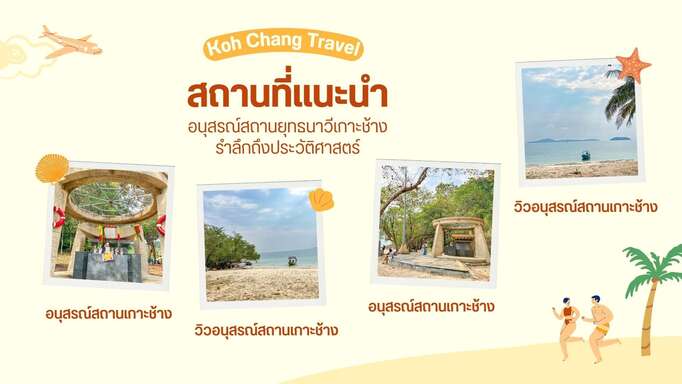 Koh Chang Travel
สถานที่แนะนำ
อนุสรณ์สถานยุทธนาวีเกาะช้าง
รำลึกถึงประวัติศาสตร์
วิวอนุสรณ์สถานเกาะช้าง
อนุสรณ์สถานเกาะช้าง
วิวอนุสรณ์สถานเกาะช้าง
อนุสรณ์สถานเกาะช้าง